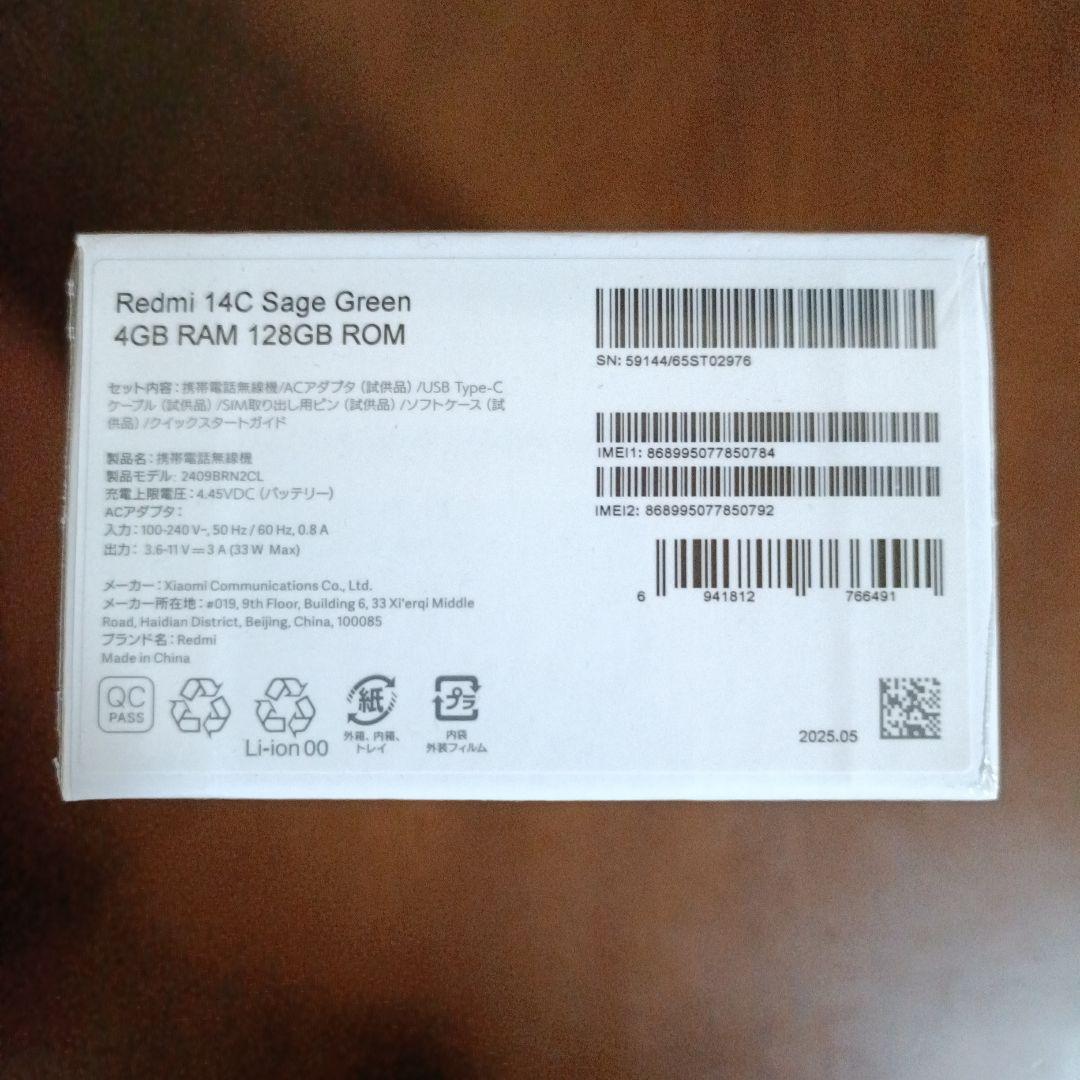 Redmi 14C Sage Green
4GB RAM 128GB ROM
セット内容：携帯電話無線機/ACアダプタ（試供品）/USB Type-C
ケーブル（試供品）/SIM取り出し用ピン（試供品）/ソフトケース（試
供品）/クイックスタートガイド
製品名：携帯電話無線機
製品モデル: 2409BRN2CL
充電上限電圧：4.45VDC（バッテリー）
ACアダプタ：
入力：100-240 V~, 50 Hz / 60 Hz, 0.8 A
出力： 3.6-11 V⎓3 A (33 W Max)
メーカー：Xiaomi Communications Co., Ltd.
メーカー所在地：#019, 9th Floor, Building 6, 33 Xi'erqi Middle
Road, Haidian District, Beijing, China, 100085
ブランド名：Redmi
Made in China
QC
PASS
Li-ion 00
紙
外箱、内箱、
トレイ
プラ
内袋
外装フィルム
SN: 59144/65ST02976
IMEI1: 868995077850784
IMEI2: 868995077850792
6 941812 766491
2025.05